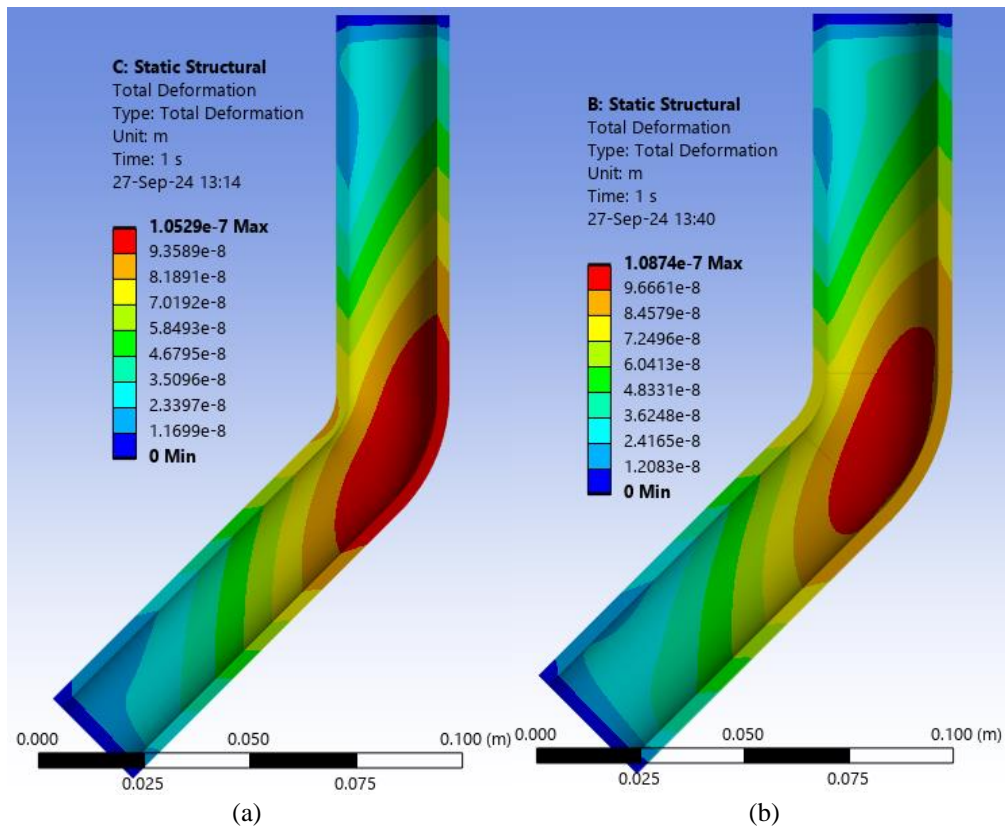 C: Static Structural
Total Deformation
Type: Total Deformation
Unit: m
Time: 1 s
27-Sep-24 13:14
1.0529e-7 Max
9.3589e-8
8.1891e-8
7.0192e-8
5.8493e-8
4.6795e-8
3.5096e-8
2.3397e-8
1.1699e-8
0 Min
0.000
0.050
0.100 (m)
0.025
0.075
(a)
B: Static Structural
Total Deformation
Type: Total Deformation
Unit: m
Time: 1 s
27-Sep-24 13:40
1.0874e-7 Max
9.6661e-8
8.4579e-8
7.2496e-8
6.0413e-8
4.8331e-8
3.6248e-8
2.4165e-8
1.2083e-8
0 Min
0.000
0.050
0.100 (m)
0.025
0.075
(b)